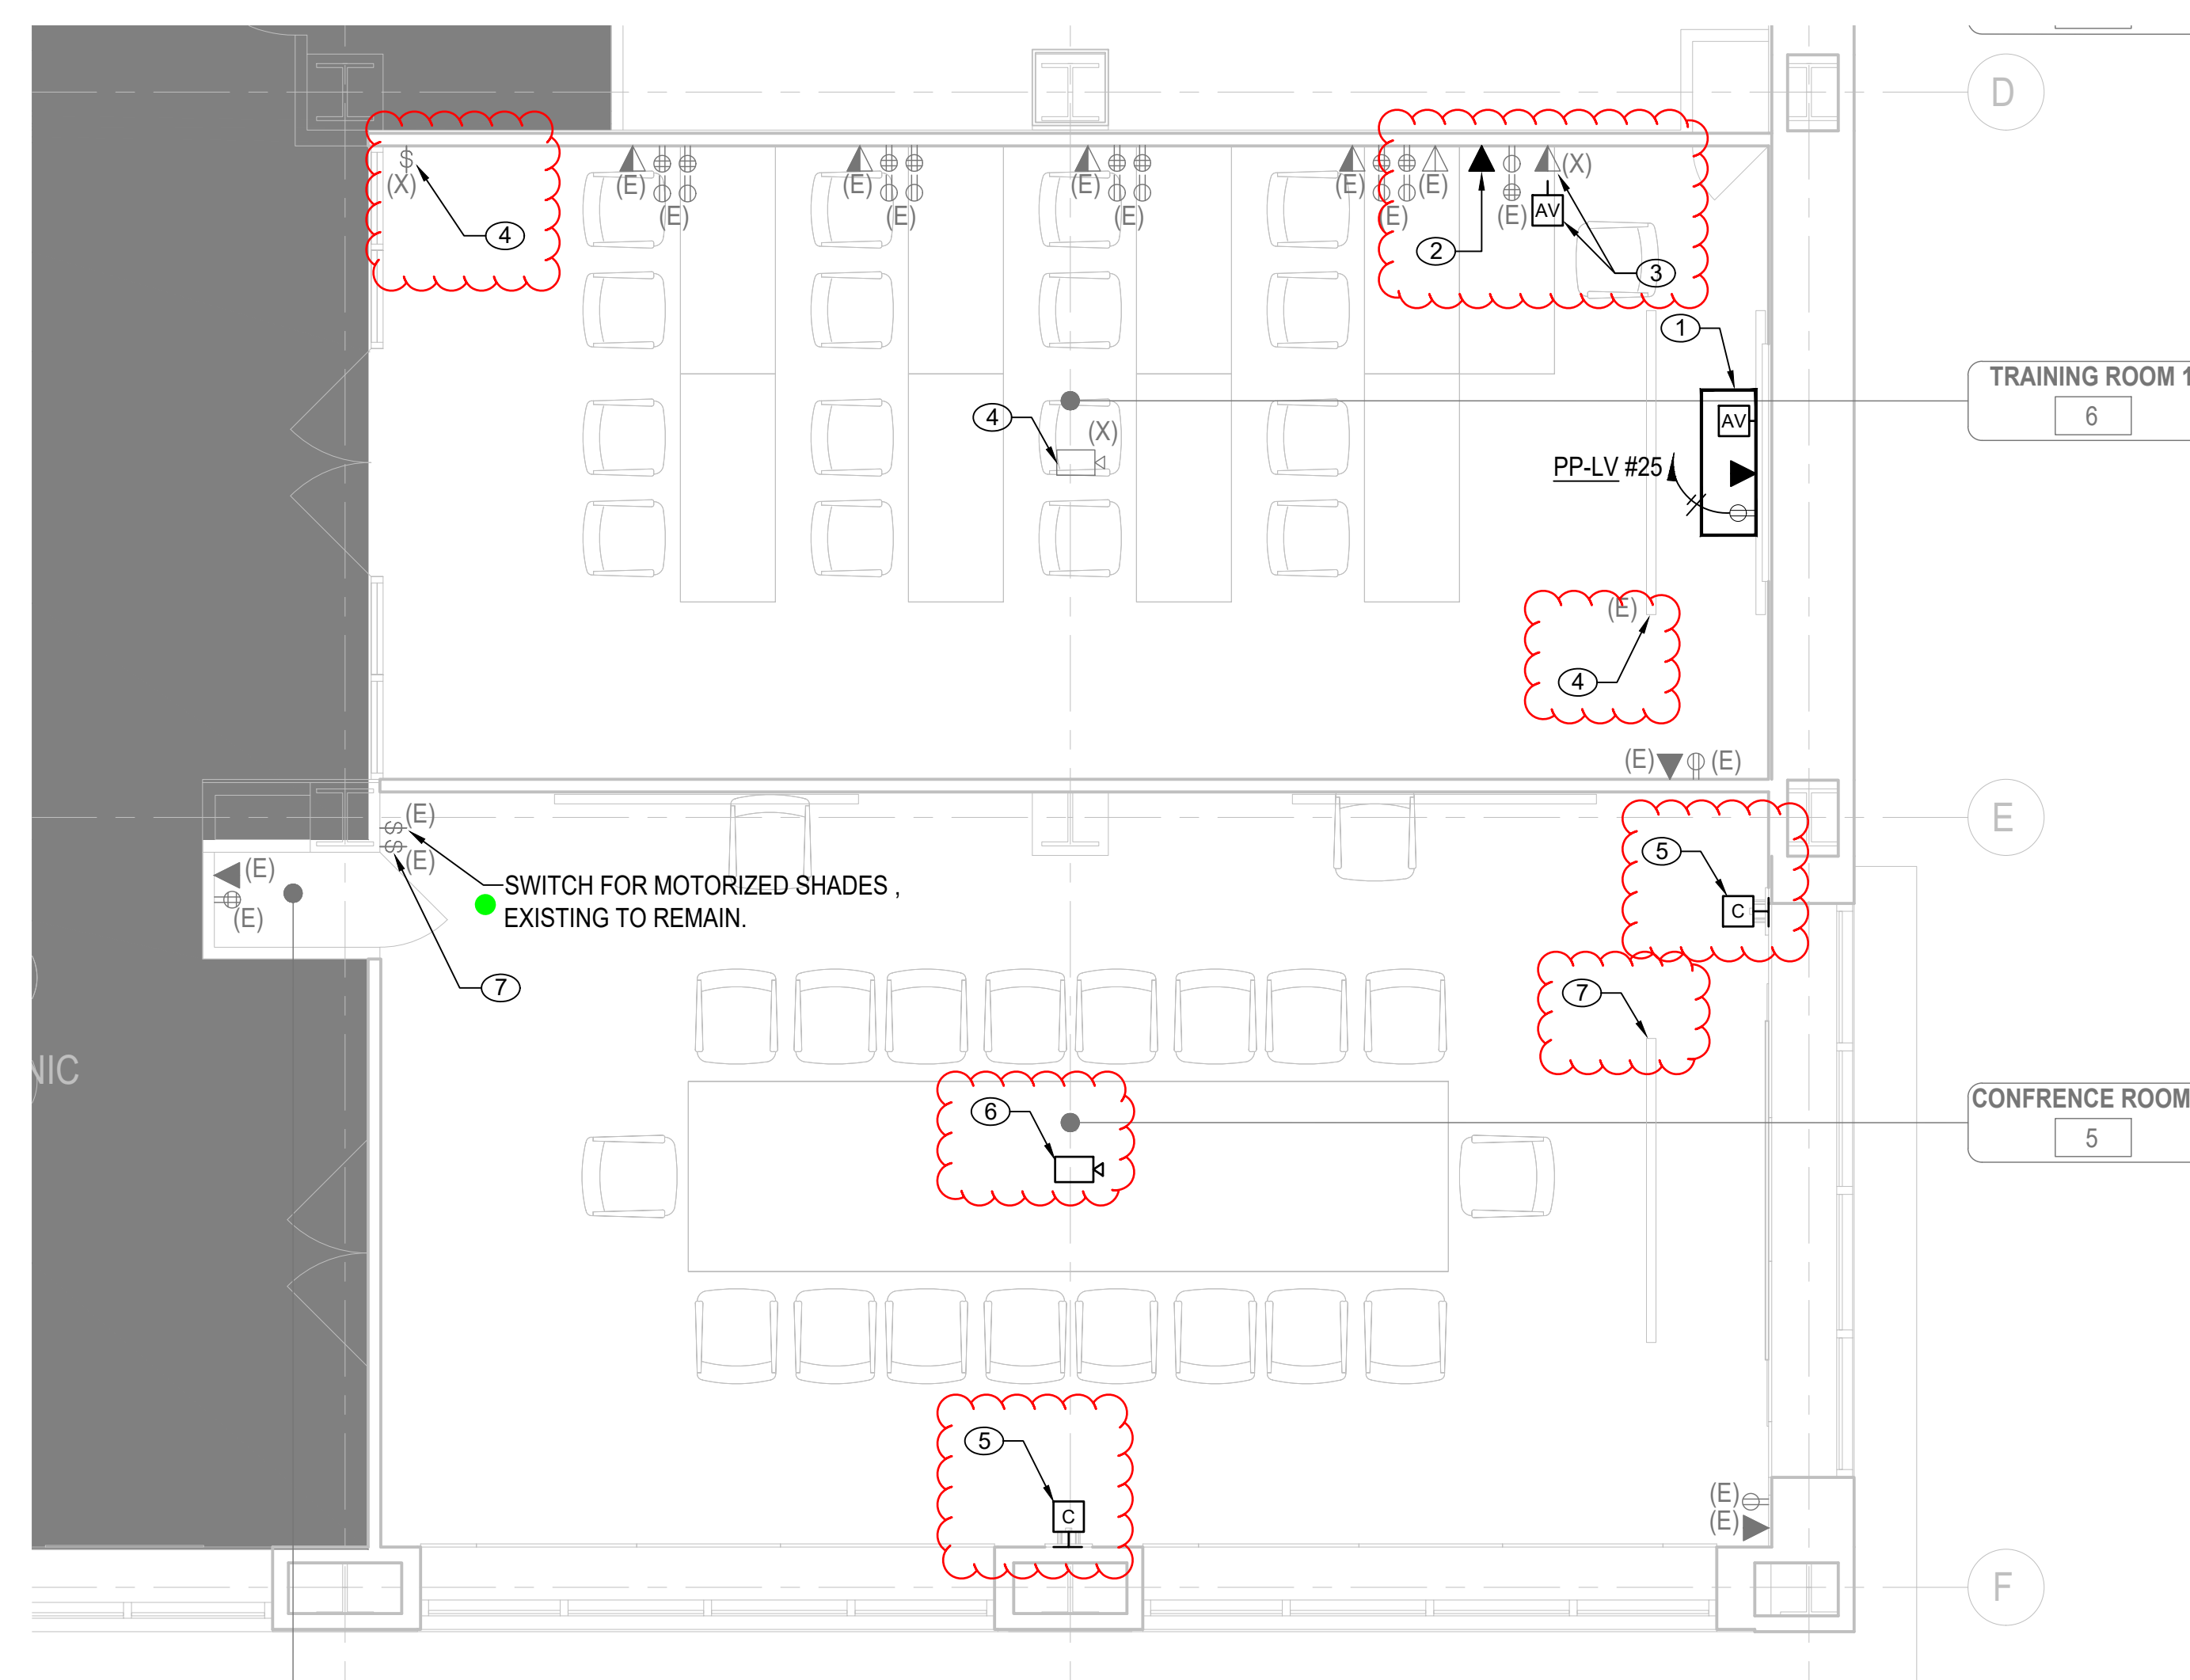 D
$
(X)
4
(E)
(E)
(E)
(E)
(E)
(E)
(E)
(E)
(E)
(E)
(X)
AV
2
3
1
TRAINING ROOM 1
6
4
(X)
AV
PP-LV #25
(E)
4
(E)
(E)
E
$
(E)
$
(E)
(E)
(E)
SWITCH FOR MOTORIZED SHADES ,
EXISTING TO REMAIN.
7
5
C
7
NIC
6
CONFRENCE ROOM
5
5
C
(E)
(E)
F